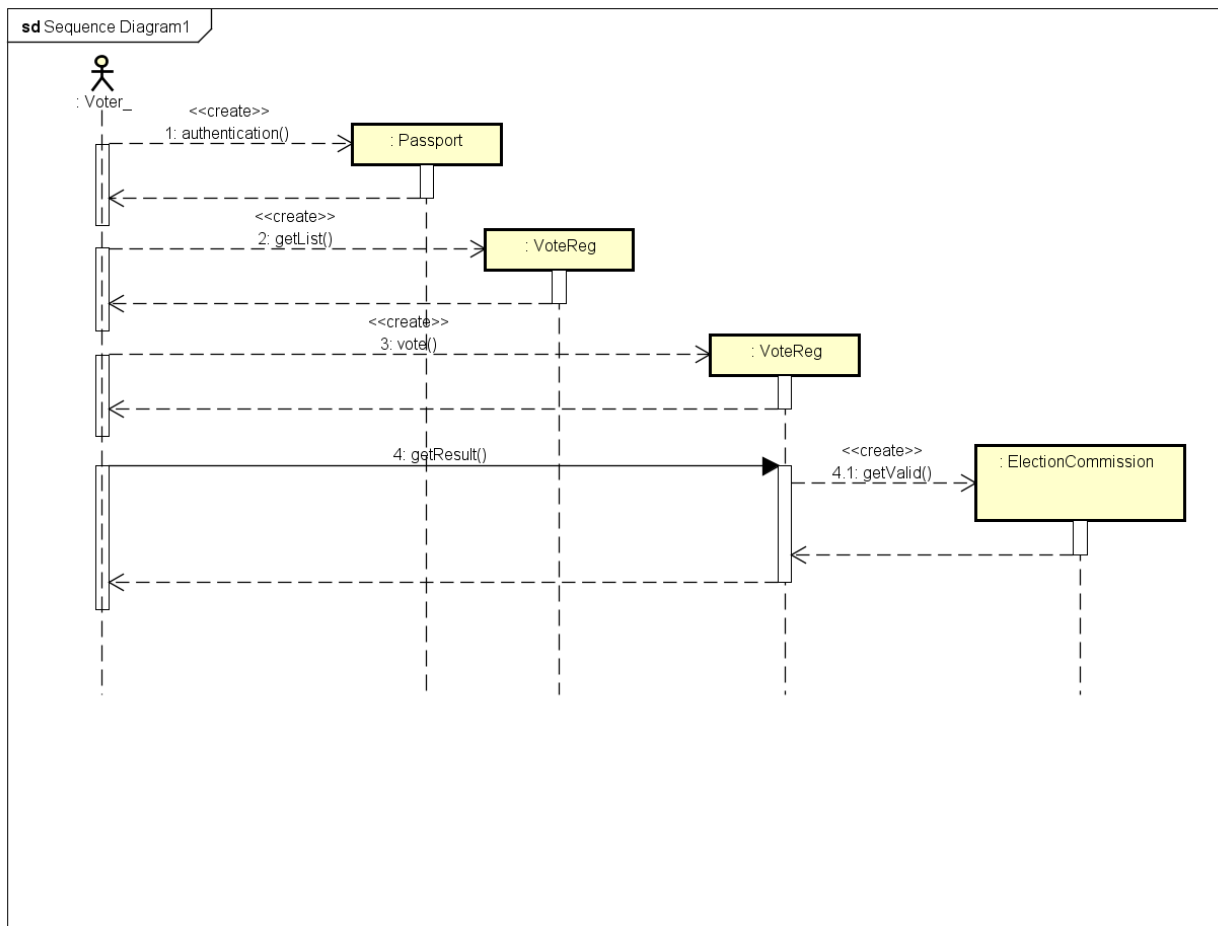 sd Sequence Diagram1
: Voter_
<<create>>
1: authentication()
: Passport
<<create>>
2: getList()
: VoteReg
<<create>>
3: vote()
: VoteReg
4: getResult()
<<create>>
4.1: getValid()
: ElectionCommission